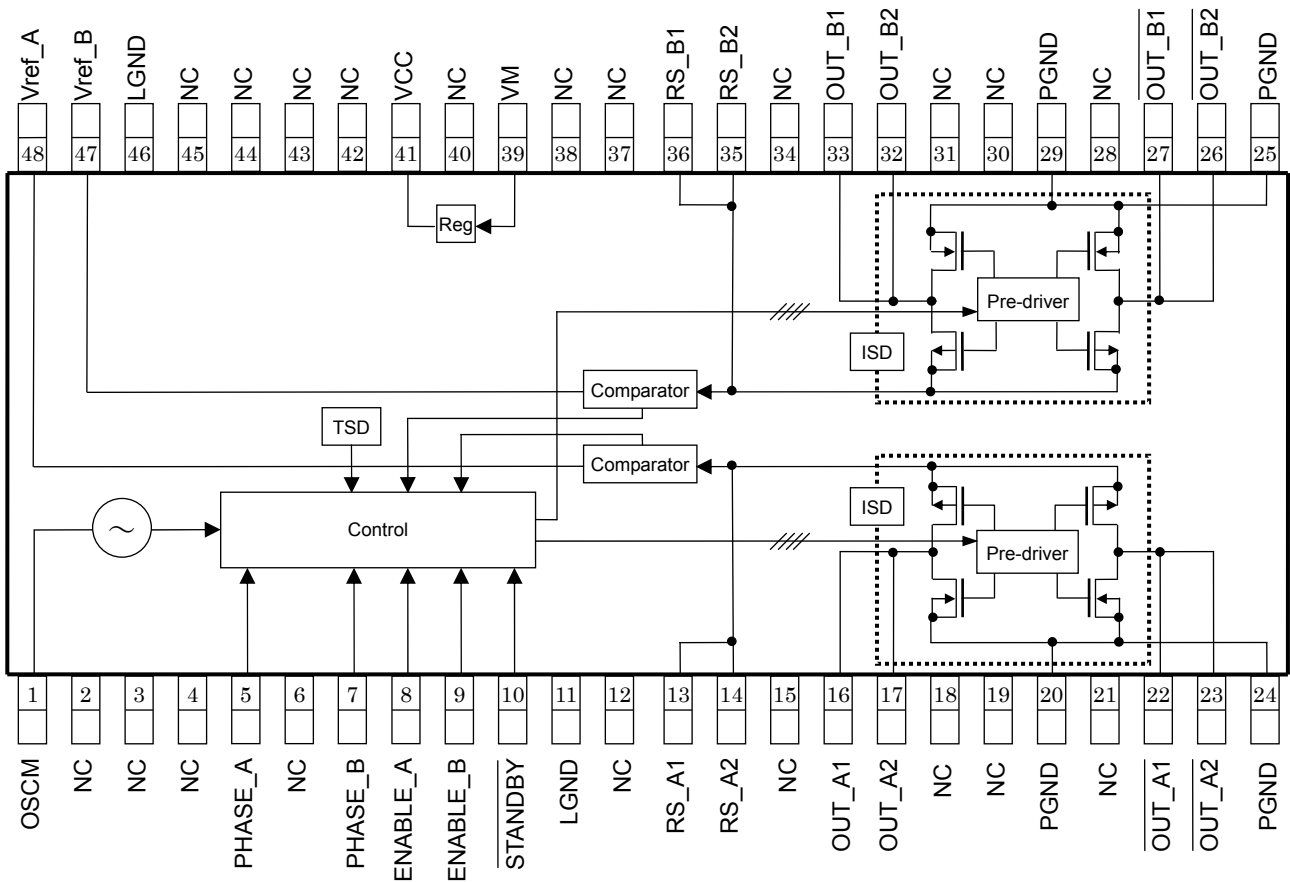 Vref_A
Vref_B
LGND
NC
NC
NC
NC
VCC
NC
VM
NC
NC
RS_B1
RS_B2
NC
OUT_B1
OUT_B2
NC
NC
PGND
NC
OUT_B1
OUT_B2
PGND
48
47
46
45
44
43
42
41
40
39
38
37
36
35
34
33
32
31
30
29
28
27
26
25
Reg
Pre-driver
ISD
Comparator
TSD
Comparator
ISD
Control
Pre-driver
1
2
3
4
5
6
7
8
9
10
11
12
13
14
15
16
17
18
19
20
21
22
23
24
OSCM
NC
NC
NC
PHASE_A
NC
PHASE_B
ENABLE_A
ENABLE_B
STANDBY
LGND
NC
RS_A1
RS_A2
NC
OUT_A1
OUT_A2
NC
NC
PGND
NC
OUT_A1
OUT_A2
PGND